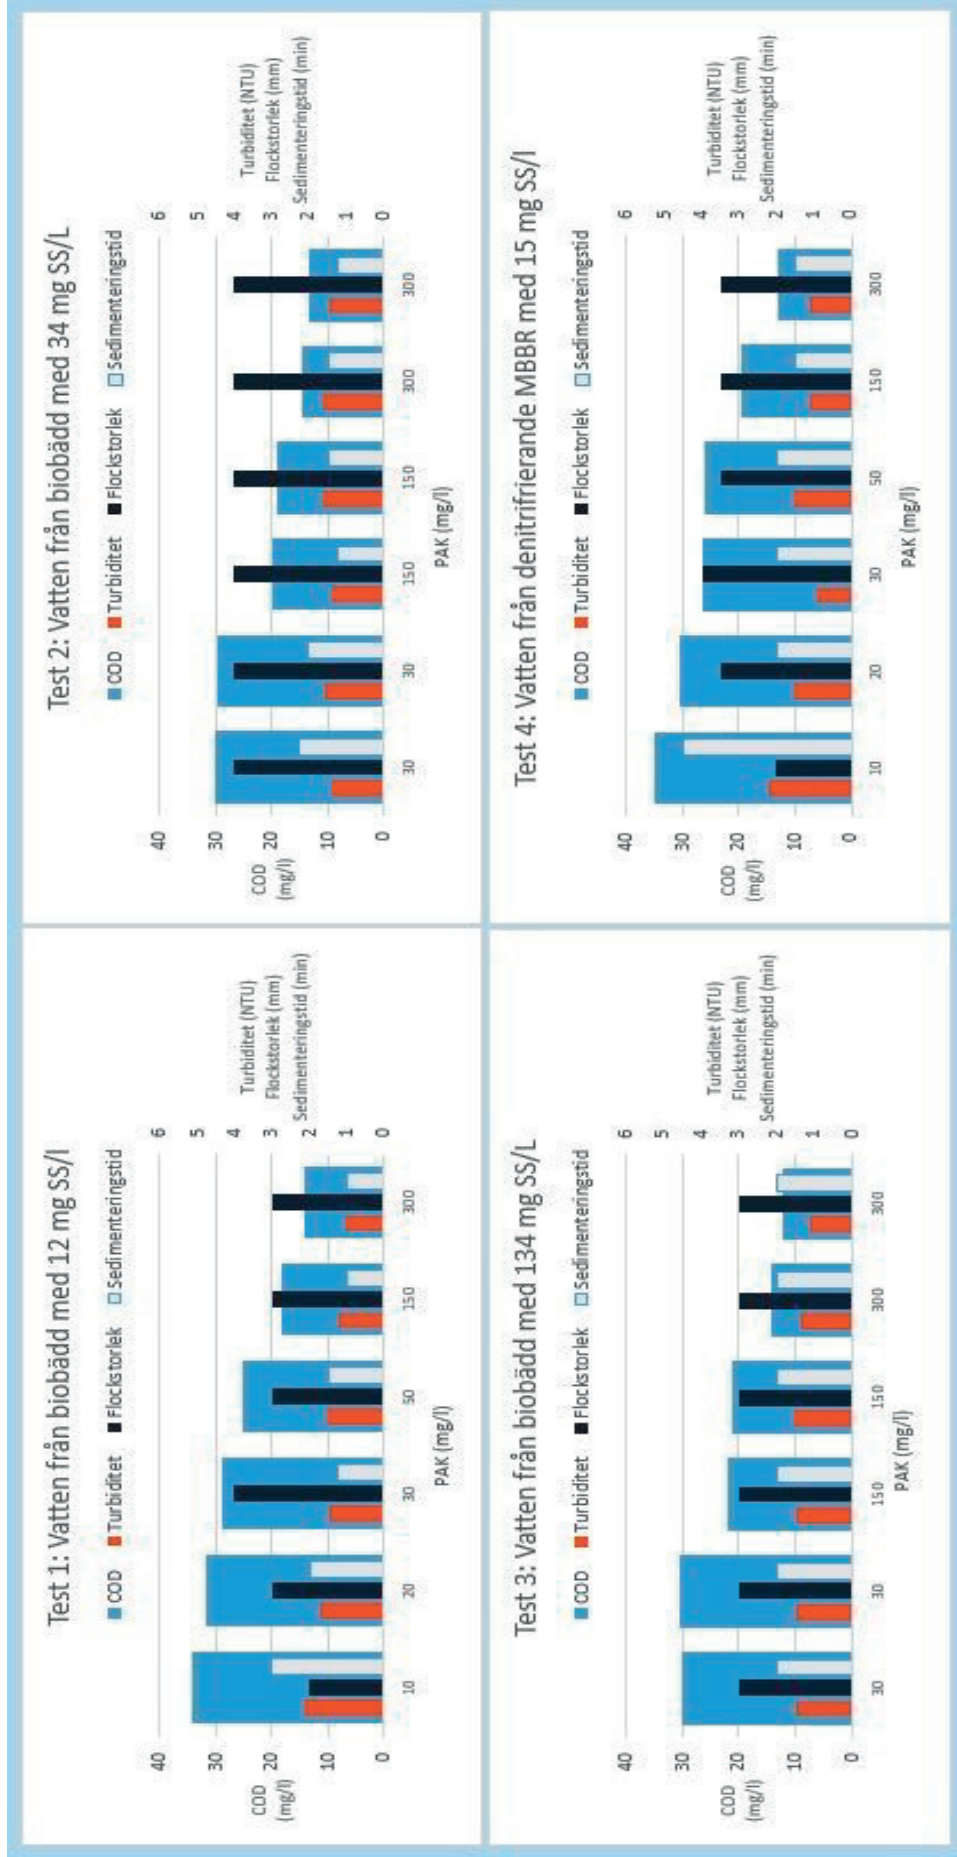 Test 1: Vatten från biobädd med 12 mg SS/l
COD Turbiditet Flockstorlek Sedimenteringstid
40
30
20
10
0
COD
(mg/l)
6
5
4
3
2
1
0
Turbiditet (NTU)
Flockstorlek (mm)
Sedimenteringstid (min)
10 20 30 50 150 300
PAK (mg/l)
Test 2: Vatten från biobädd med 34 mg SS/L
COD Turbiditet Flockstorlek Sedimenteringstid
40
30
20
10
0
COD
(mg/l)
6
5
4
3
2
1
0
Turbiditet (NTU)
Flockstorlek (mm)
Sedimenteringstid (min)
30 30 150 150 300 300
PAK (mg/l)
Test 3: Vatten från biobädd med 134 mg SS/L
COD Turbiditet Flockstorlek Sedimenteringstid
40
30
20
10
0
COD
(mg/l)
6
5
4
3
2
1
0
Turbiditet (NTU)
Flockstorlek (mm)
Sedimenteringstid (min)
30 30 150 150 300 300
PAK (mg/l)
Test 4: Vatten från denitrifierande MBBR med 15 mg SS/l
COD Turbiditet Flockstorlek Sedimenteringstid
40
30
20
10
0
COD
(mg/l)
6
5
4
3
2
1
0
Turbiditet (NTU)
Flockstorlek (mm)
Sedimenteringstid (min)
10 20 30 50 150 300
PAK (mg/l)